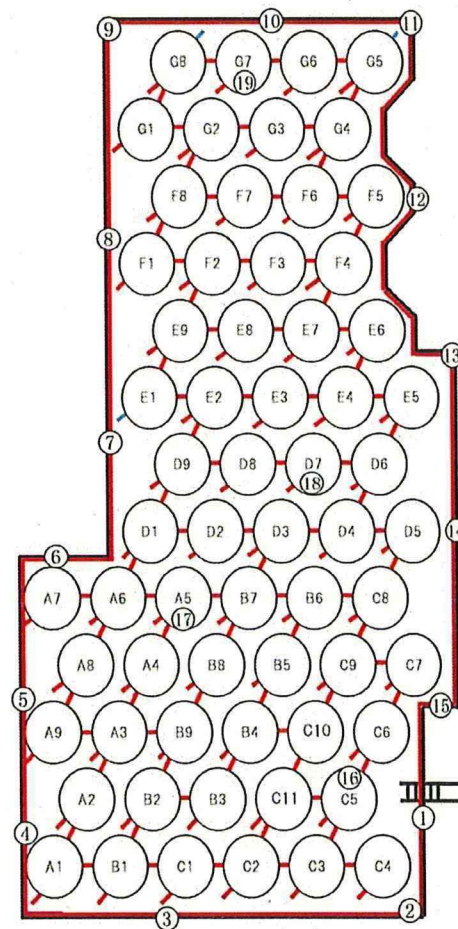 ⑨ ⑩ ⑪
G8 G7 G6 G5
⑲
G1 G2 G3 G4
F8 F7 F6 F5 ⑫
⑧
F1 F2 F3 F4
E9 E8 E7 E6
⑬
E1 E2 E3 E4 E5
⑦
D9 D8 D7 D6
⑱
D1 D2 D3 D4 D5 ⑭
⑥
A7 A6 A5 B7 B6 C8
⑰
A8 A4 B8 B5 C9 C7
⑤ ⑮
A9 A3 B9 B4 C10 C6
⑯
A2 B2 B3 C11 C5
①
④
A1 B1 C1 C2 C3 C4
③ ②